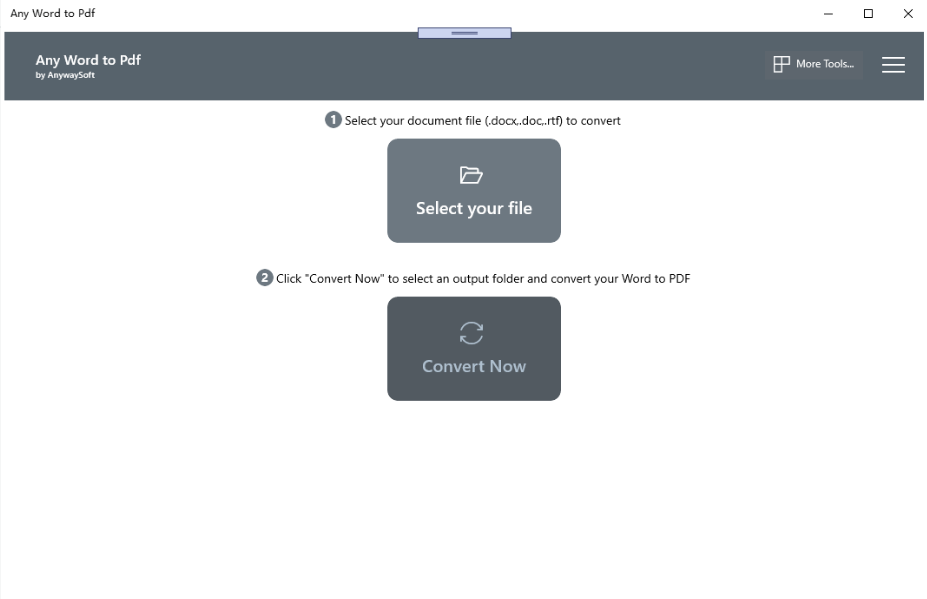 Any Word to Pdf
Any Word to Pdf
by AnywaySoft
More Tools...
1 Select your document file (.docx,.doc,.rtf) to convert
Select your file
2 Click "Convert Now" to select an output folder and convert your Word to PDF
Convert Now